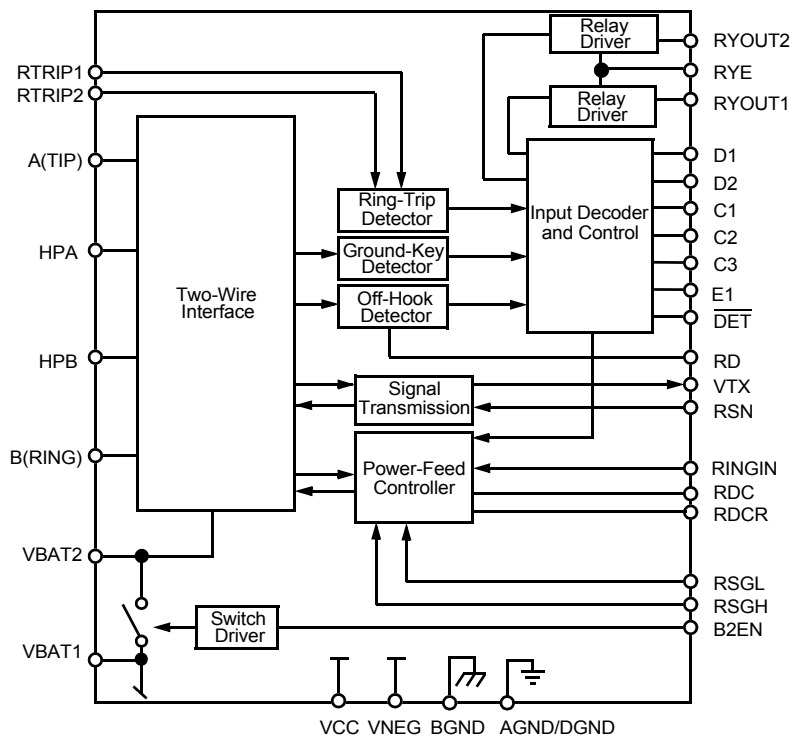 Relay
Driver
RYOUT2
RYE
RTRIP1
RTRIP2
Relay
Driver
RYOUT1
A(TIP)
D1
D2
C1
C2
C3
E1
DET
Ring-Trip
Detector
Input Decoder
and Control
HPA
Ground-Key
Detector
Two-Wire
Interface
Off-Hook
Detector
HPB
RD
VTX
RSN
Signal
Transmission
B(RING)
Power-Feed
Controller
RINGIN
RDC
RDCR
VBAT2
RSGL
RSGH
B2EN
Switch
Driver
VBAT1
VCC VNEG BGND AGND/DGND